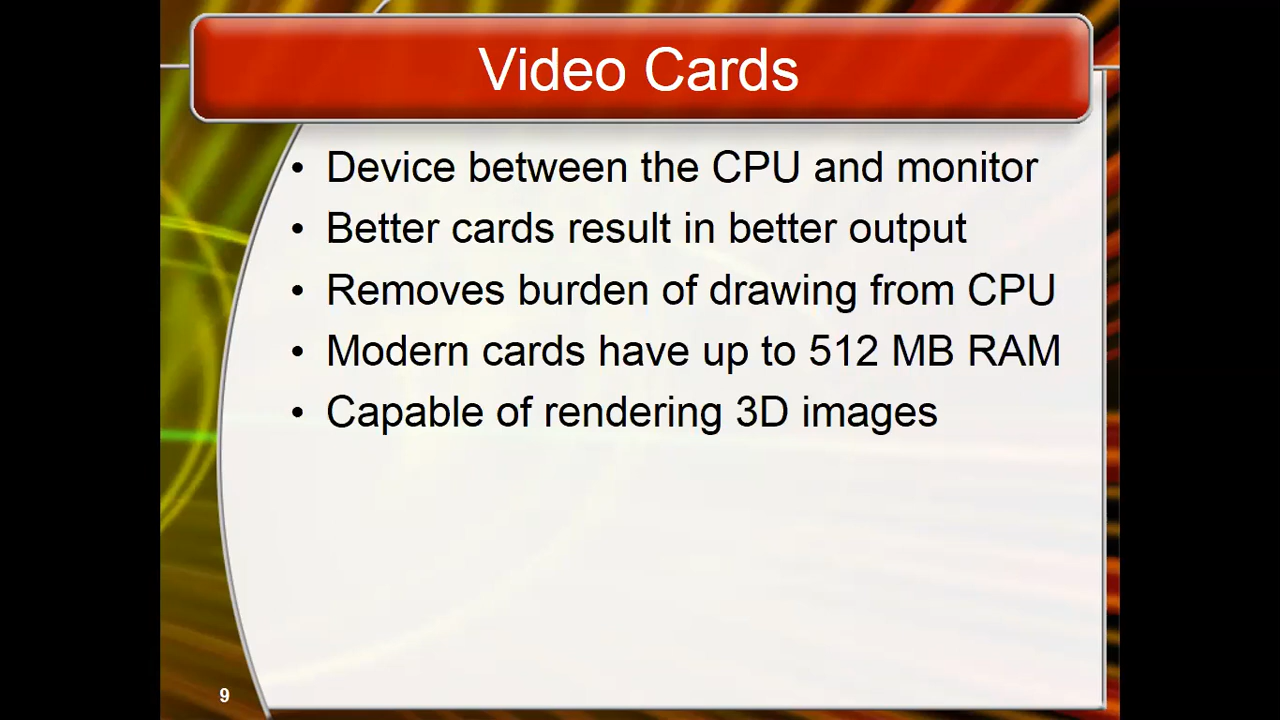 Video Cards
• Device between the CPU and monitor
• Better cards result in better output
• Removes burden of drawing from CPU
• Modern cards have up to 512 MB RAM
• Capable of rendering 3D images
9